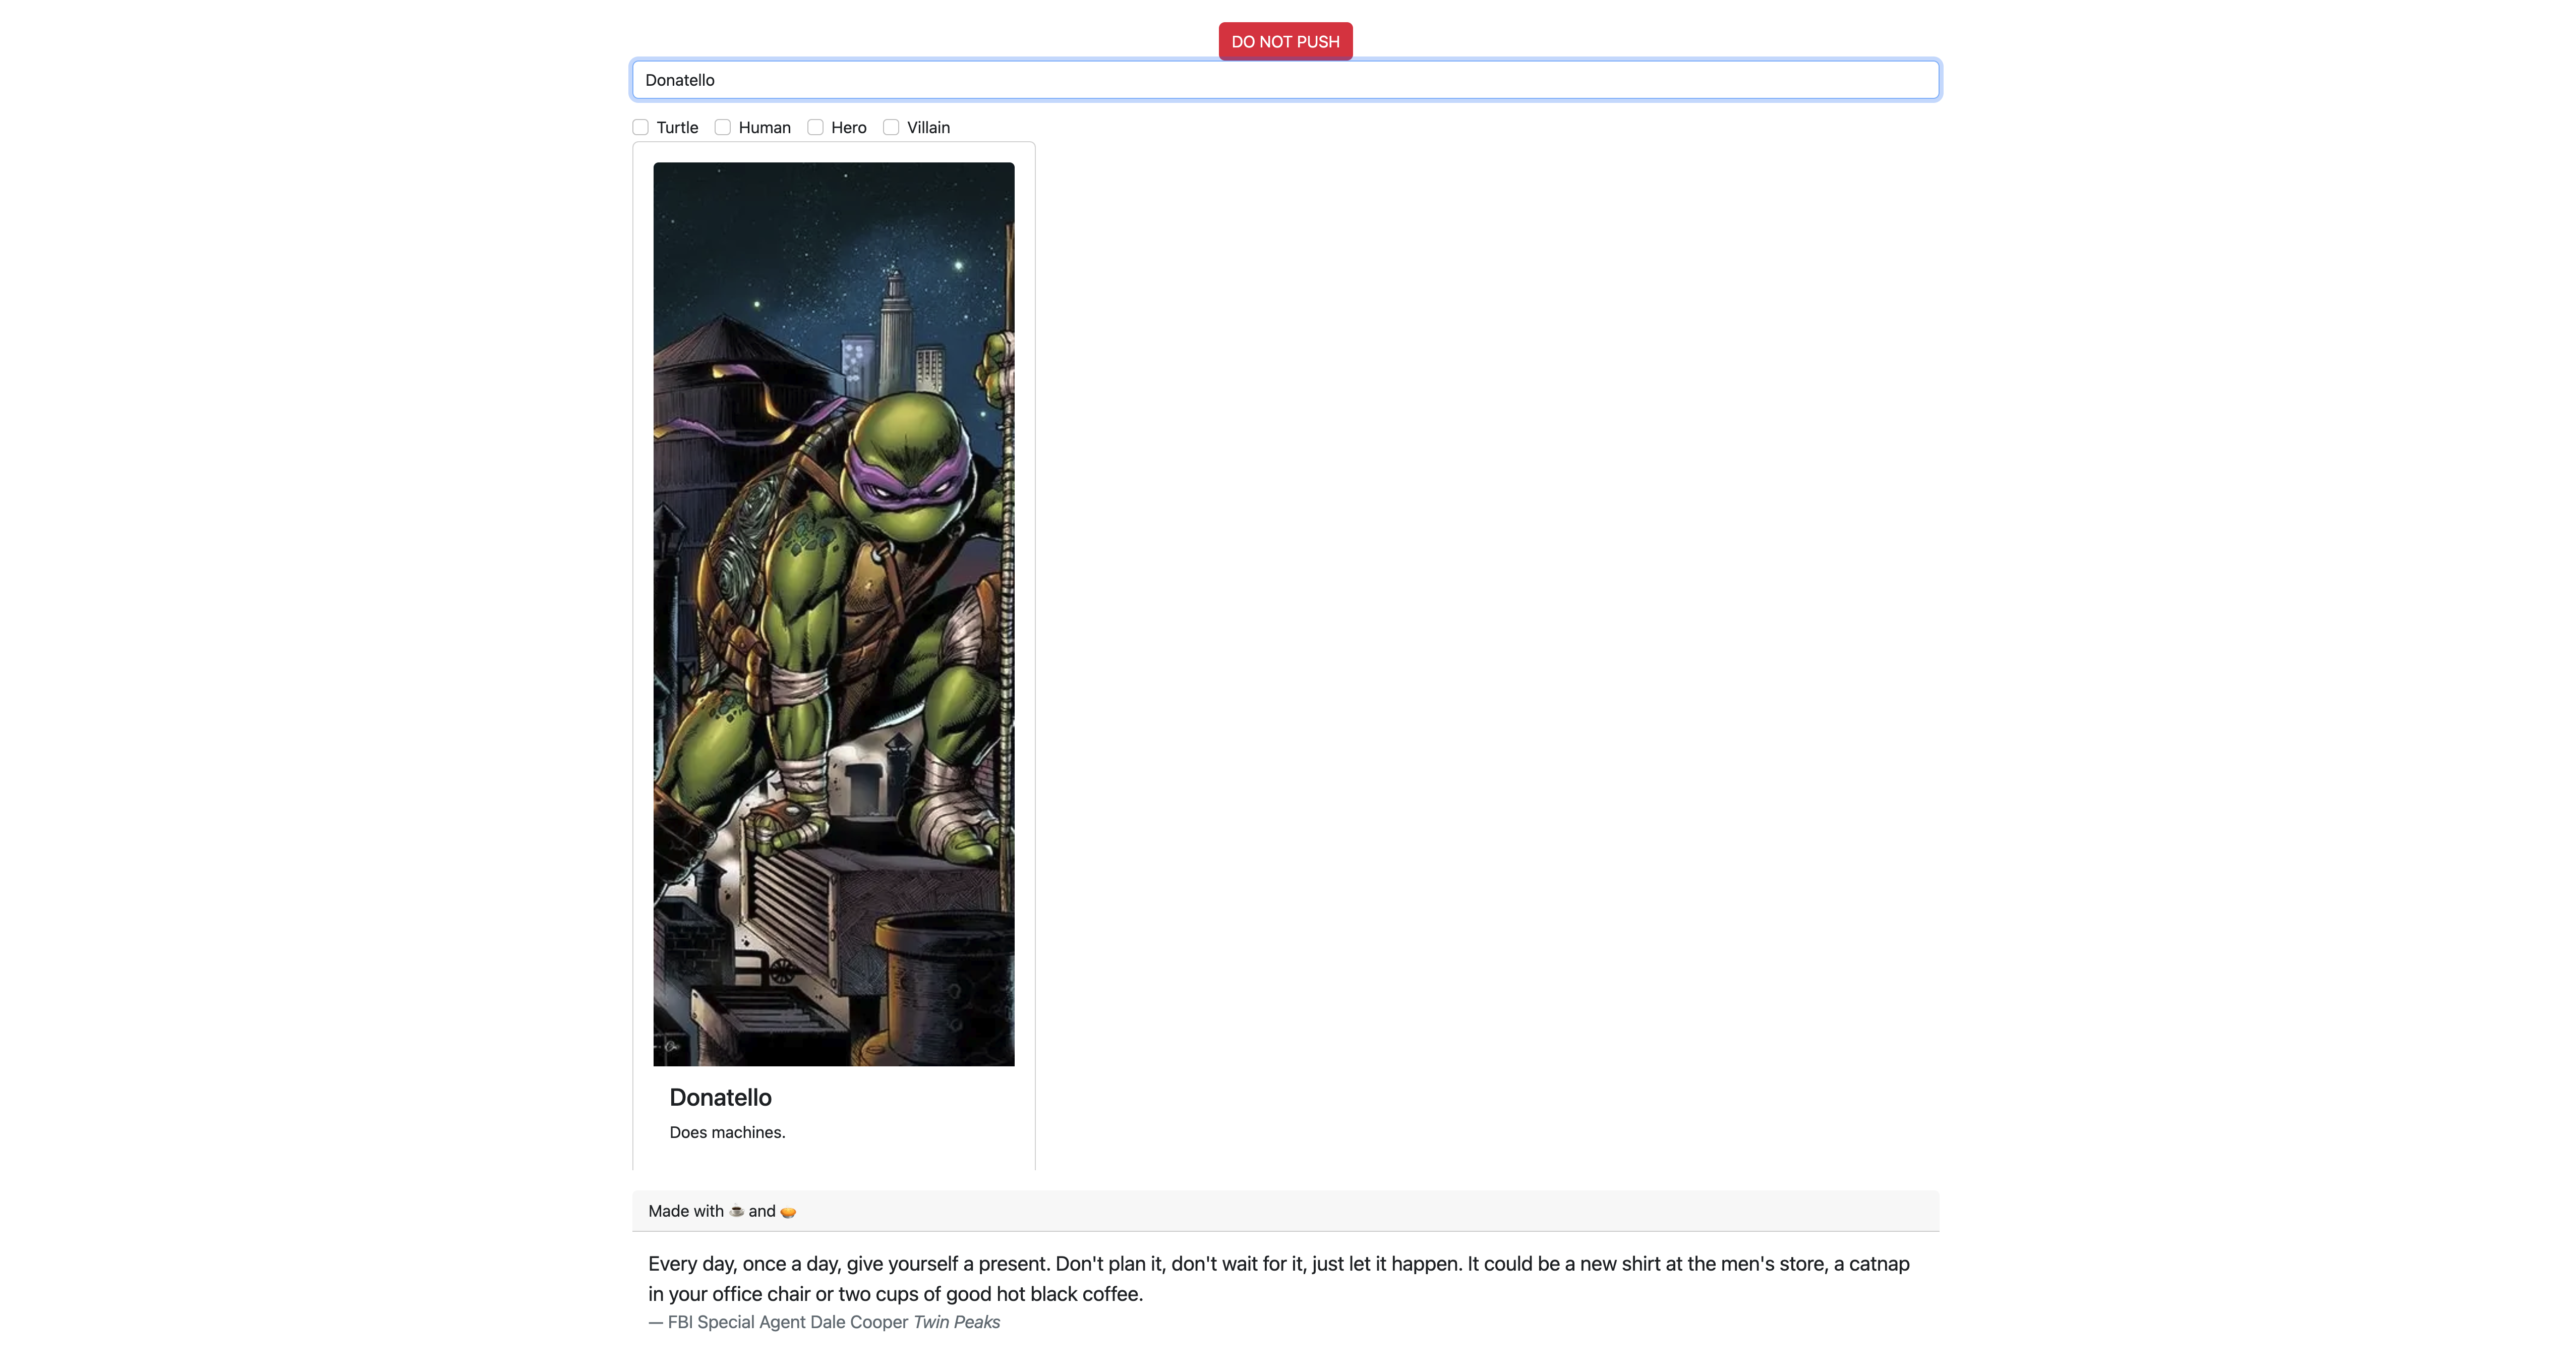 DO NOT PUSH
Donatello
Turtle Human Hero Villain
Donatello
Does machines.
Made with ☕ and 🥧
Every day, once a day, give yourself a present. Don't plan it, don't wait for it, just let it happen. It could be a new shirt at the men's store, a catnap
in your office chair or two cups of good hot black coffee.
— FBI Special Agent Dale Cooper Twin Peaks